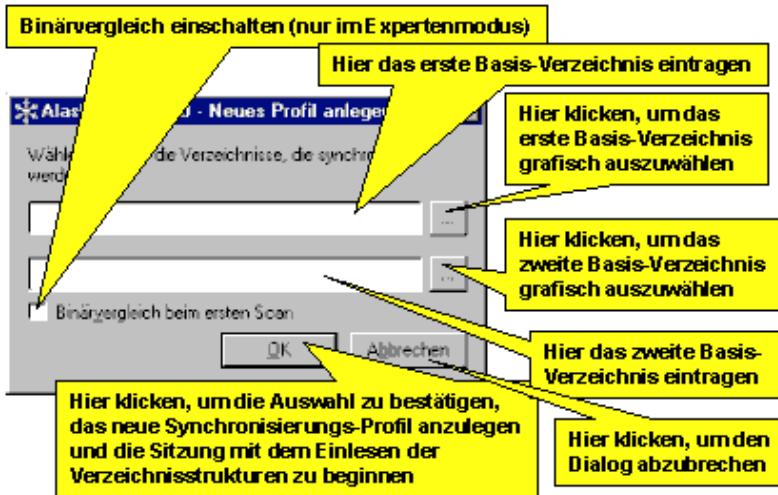 Binärvergleich einschalten (nur im Expertenmodus)
Hier das erste Basis-Verzeichnis eintragen
- Neues Profil
Hier klicken, um das
erste Basis-Verzeichnis
grafisch auszuwählen
die Verzeichnisse, die
...
Hier klicken, um das
zweite Basis-Verzeichnis
grafisch auszuwählen
...
Binärvergleich beim ersten Scan
OK Abbrechen
Hier das zweite Basis-
Verzeichnis eintragen
Hier klicken, um die Auswahl zu bestätigen,
das neue Synchronisierungs-Profil anzulegen
und die Sitzung mit dem Einlesen der
Verzeichnisstrukturen zu beginnen
Hier klicken, um den
Dialog abzubrechen